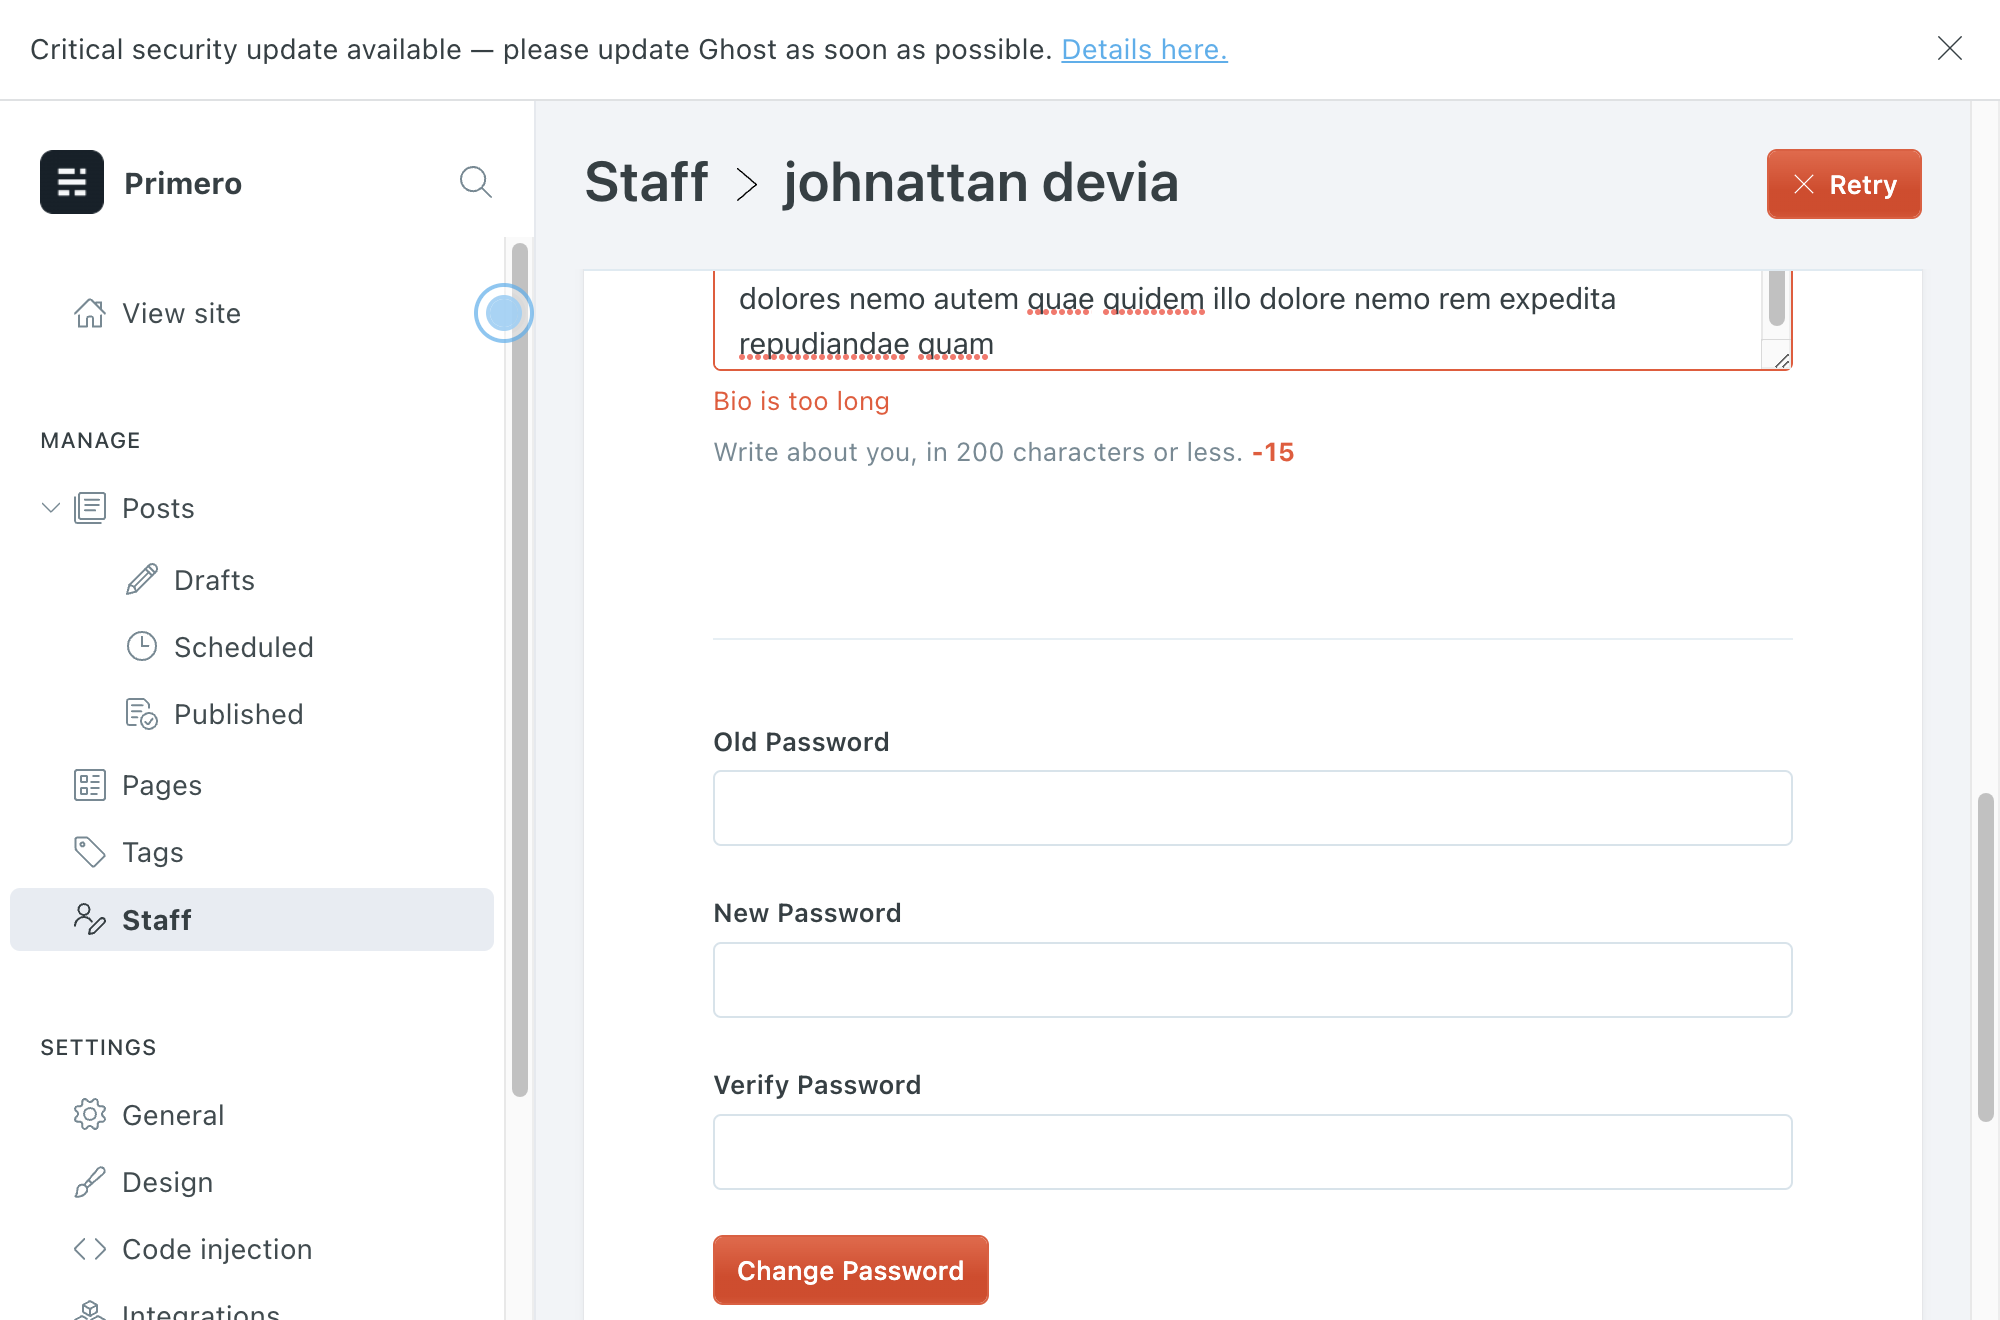 Critical security update available — please update Ghost as soon as possible. Details here.
Primero
View site
MANAGE
Posts
Drafts
Scheduled
Published
Pages
Tags
Staff
SETTINGS
General
Design
Code injection
Integrations
Staff > johnattan devia
Retry
dolores nemo autem quae quidem illo dolore nemo rem expedita
repudiandae quam
Bio is too long
Write about you, in 200 characters or less. -15
Old Password
New Password
Verify Password
Change Password